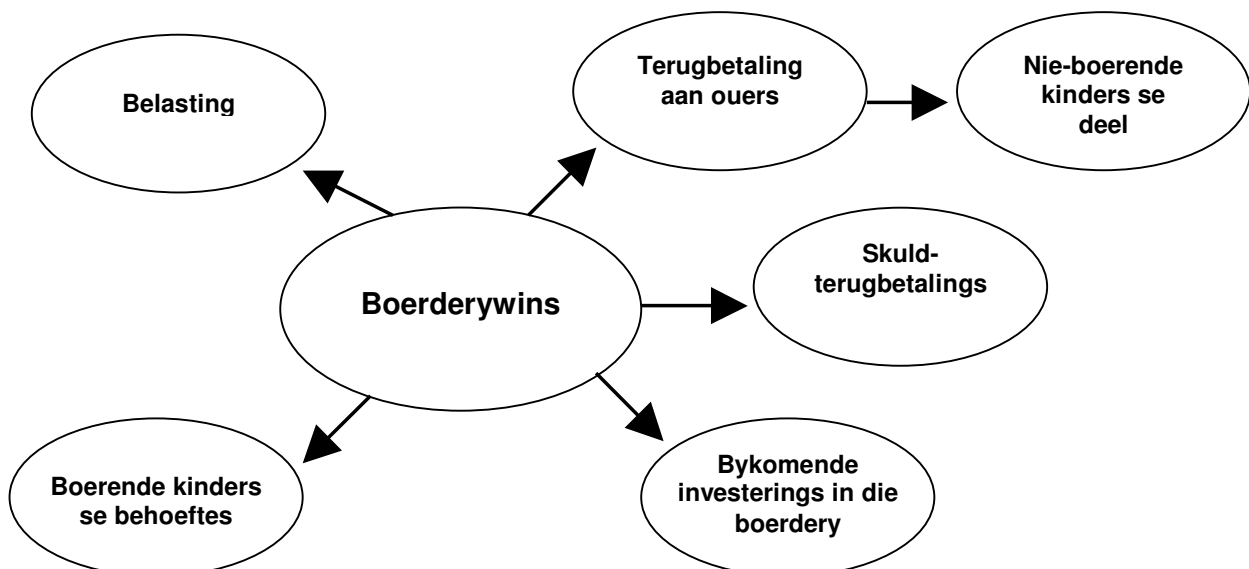 Belasting
Terugbetaling
aan ouers
Nie-boerende
kinders se
deel
Boerderywins
Skuld-
terugbetalings
Boerende kinders
se behoeftes
Bykomende
investerings in die
boerdery